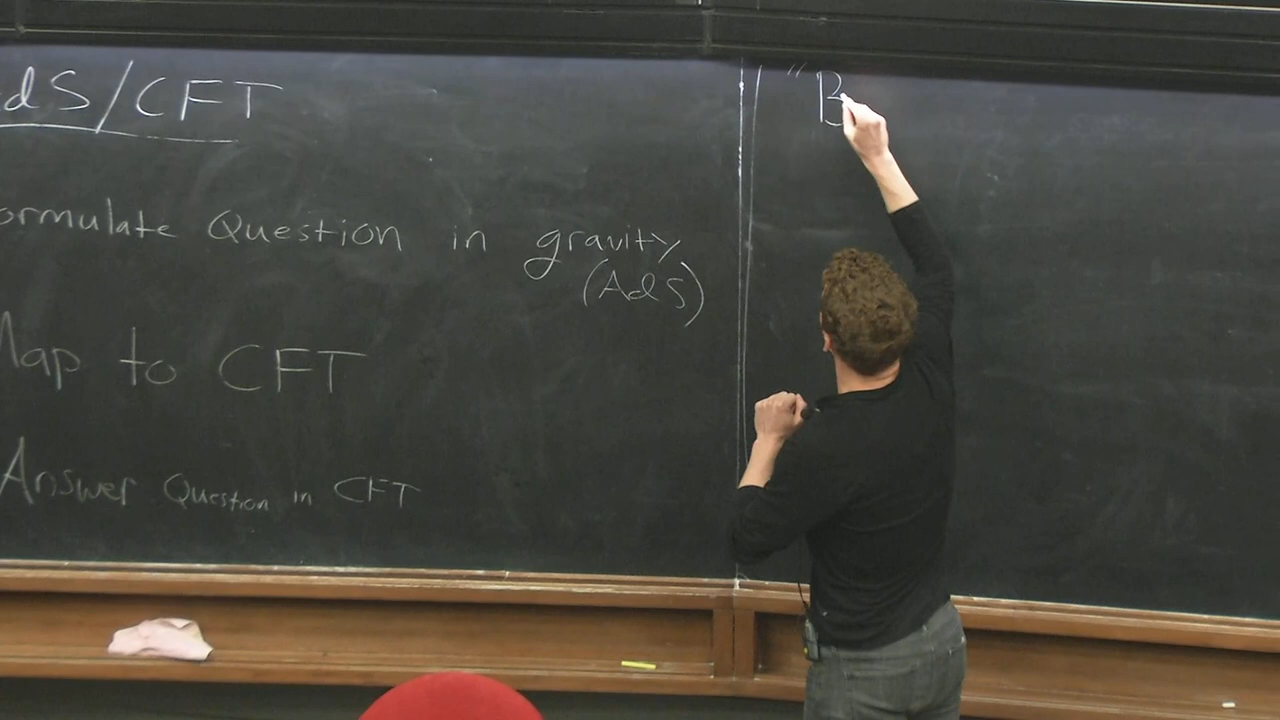 dS/CFT
ormulate Question in gravity
(AdS)
Map to CFT
Answer Question in CFT
"B